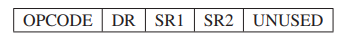 OPCODE DR SR1 SR2 UNUSED